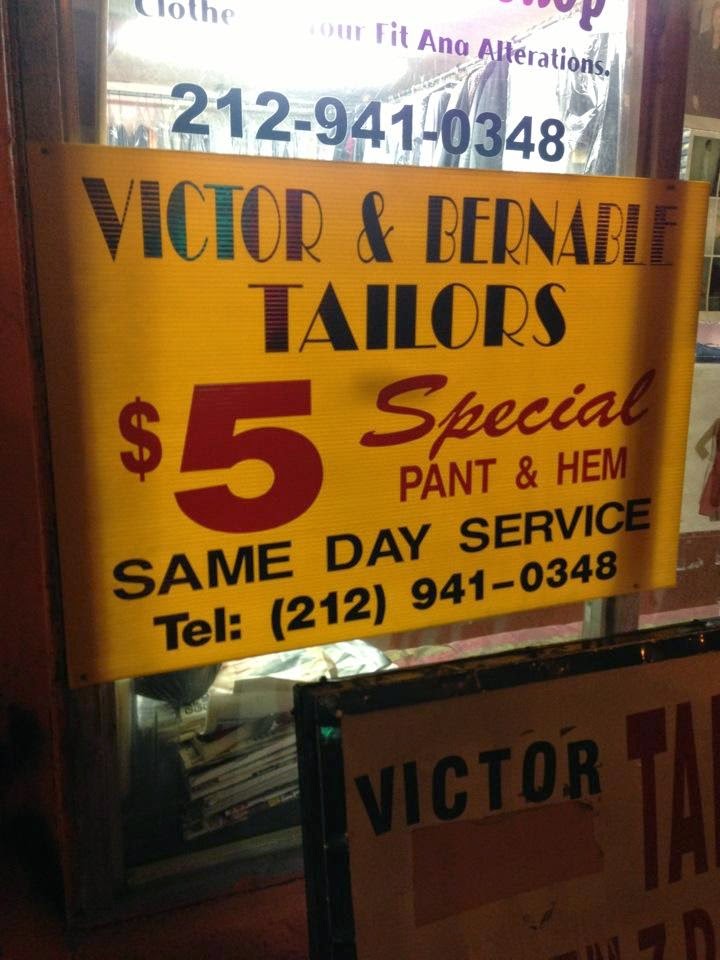 Fit And Alterations.
212-941-0348
VICTOR & BERNABLE
TAILORS
$5 Special
PANT & HEM
SAME DAY SERVICE
Tel: (212) 941-0348
VICTOR